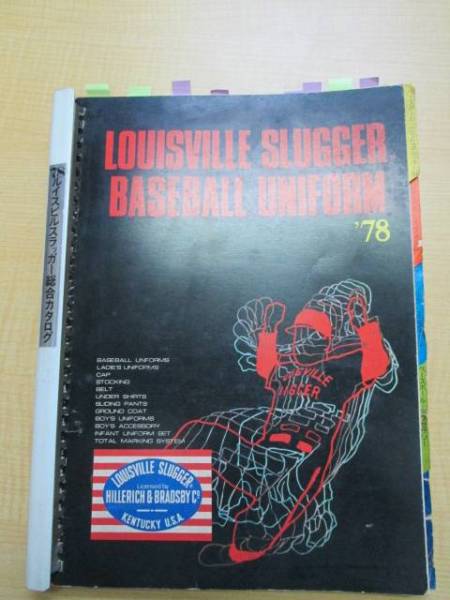 LOUISVILLE SLUGGER
BASEBALL UNIFORM
'78
ルイスビルスラッガー総合カタログ
BASEBALL UNIFORMS
LADIE'S UNIFORMS
CAP
STOCKING
BELT
UNDER SHIRTS
SLIDING PANTS
GROUND COAT
BOY'S UNIFORMS
BOY'S ACCESSORY
INFANT UNIFORM SET
TOTAL MARKING SYSTEM
LOUISVILLE SLUGGER
Licensed by
HILLERICH & BRADSBY Cº
KENTUCKY U.S.A.